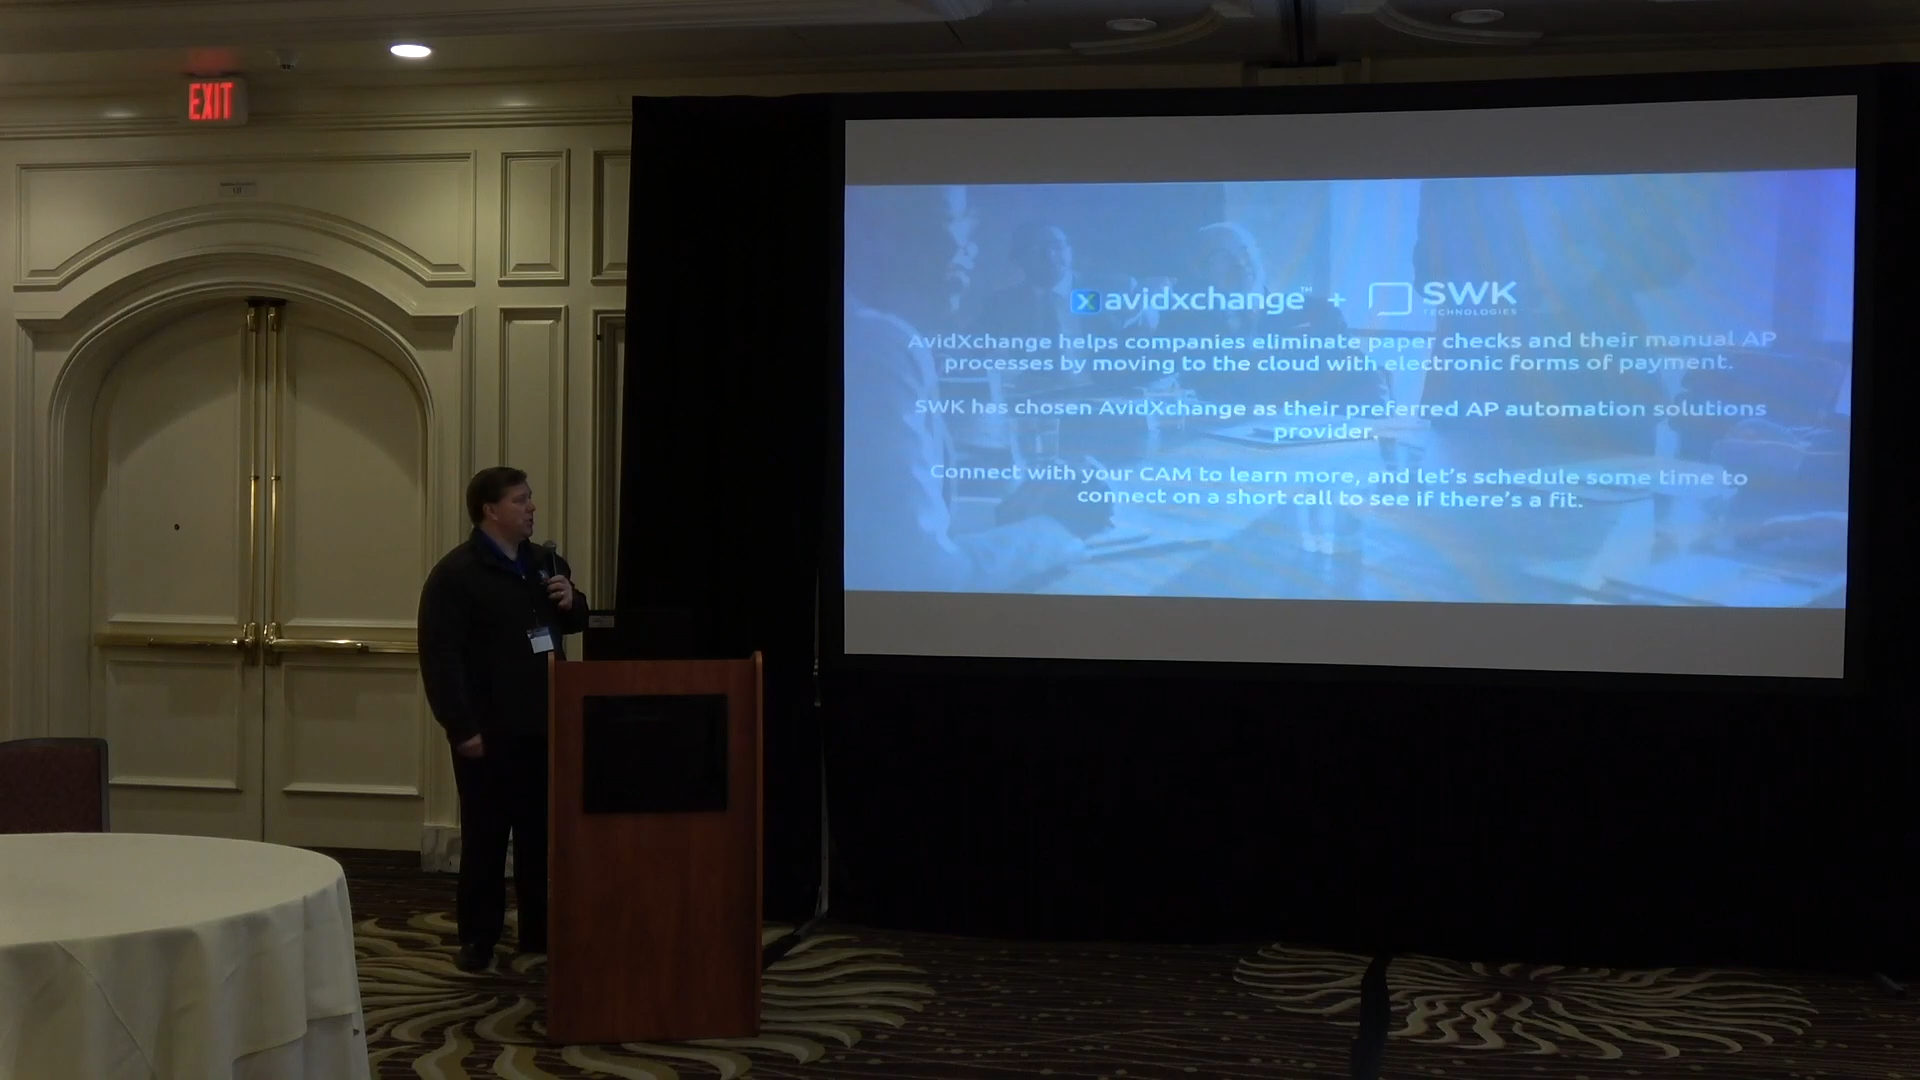 EXIT
avidxchange™ + SWK
TECHNOLOGIES
AvidXchange helps companies eliminate paper checks and their manual AP
processes by moving to the cloud with electronic forms of payment.
SWK has chosen AvidXchange as their preferred AP automation solutions
provider.
Connect with your CAM to learn more, and let's schedule some time to
connect on a short call to see if there's a fit.